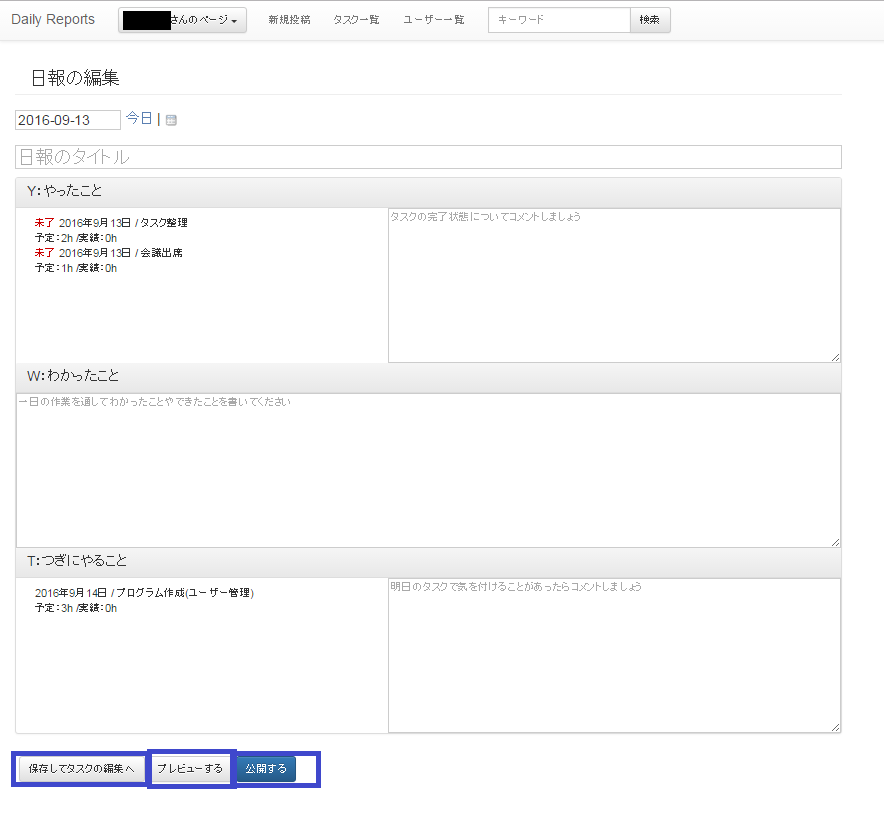 Daily Reports さんのページ 新規投稿 タスク一覧 ユーザー一覧 キーワード 検索
日報の編集
2016-09-13 今日 |
日報のタイトル
Y:やったこと
未了 2016年9月13日 / タスク整理
予定:2h /実績:0h
未了 2016年9月13日 / 会議出席
予定:1h /実績:0h
タスクの完了状態についてコメントしましょう
W:わかったこと
一日の作業を通してわかったことやできたことを書いてください
T:つぎにやること
2016年9月14日 / プログラム作成(ユーザー管理)
予定:3h /実績:0h
明日のタスクで気を付けることがあったらコメントしましょう
保存してタスクの編集へ プレビューする 公開する